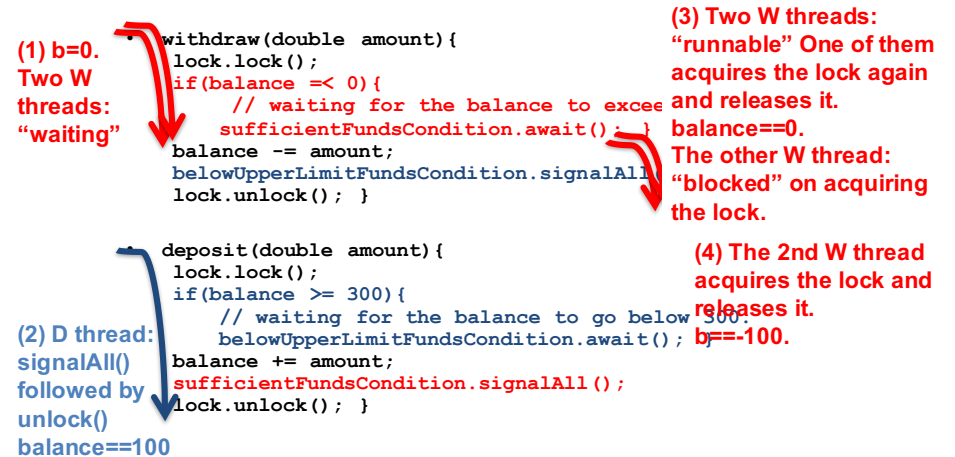 (1) b=0.
Two W
threads:
“waiting”
• withdraw(double amount){
lock.lock();
if(balance =< 0){
// waiting for the balance to excee
sufficientFundsCondition.await(); }
balance -= amount;
belowUpperLimitFundsCondition.signalAll
lock.unlock(); }
(3) Two W threads:
“runnable” One of them
acquires the lock again
and releases it.
balance==0.
The other W thread:
“blocked” on acquiring
the lock.
• deposit(double amount){
lock.lock();
if(balance >= 300){
// waiting for the balance to go below 300.
belowUpperLimitFundsCondition.await(); }
balance += amount;
sufficientFundsCondition.signalAll();
lock.unlock(); }
(4) The 2nd W thread
acquires the lock and
releases it.
b==-100.
(2) D thread:
signalAll()
followed by
unlock()
balance==100